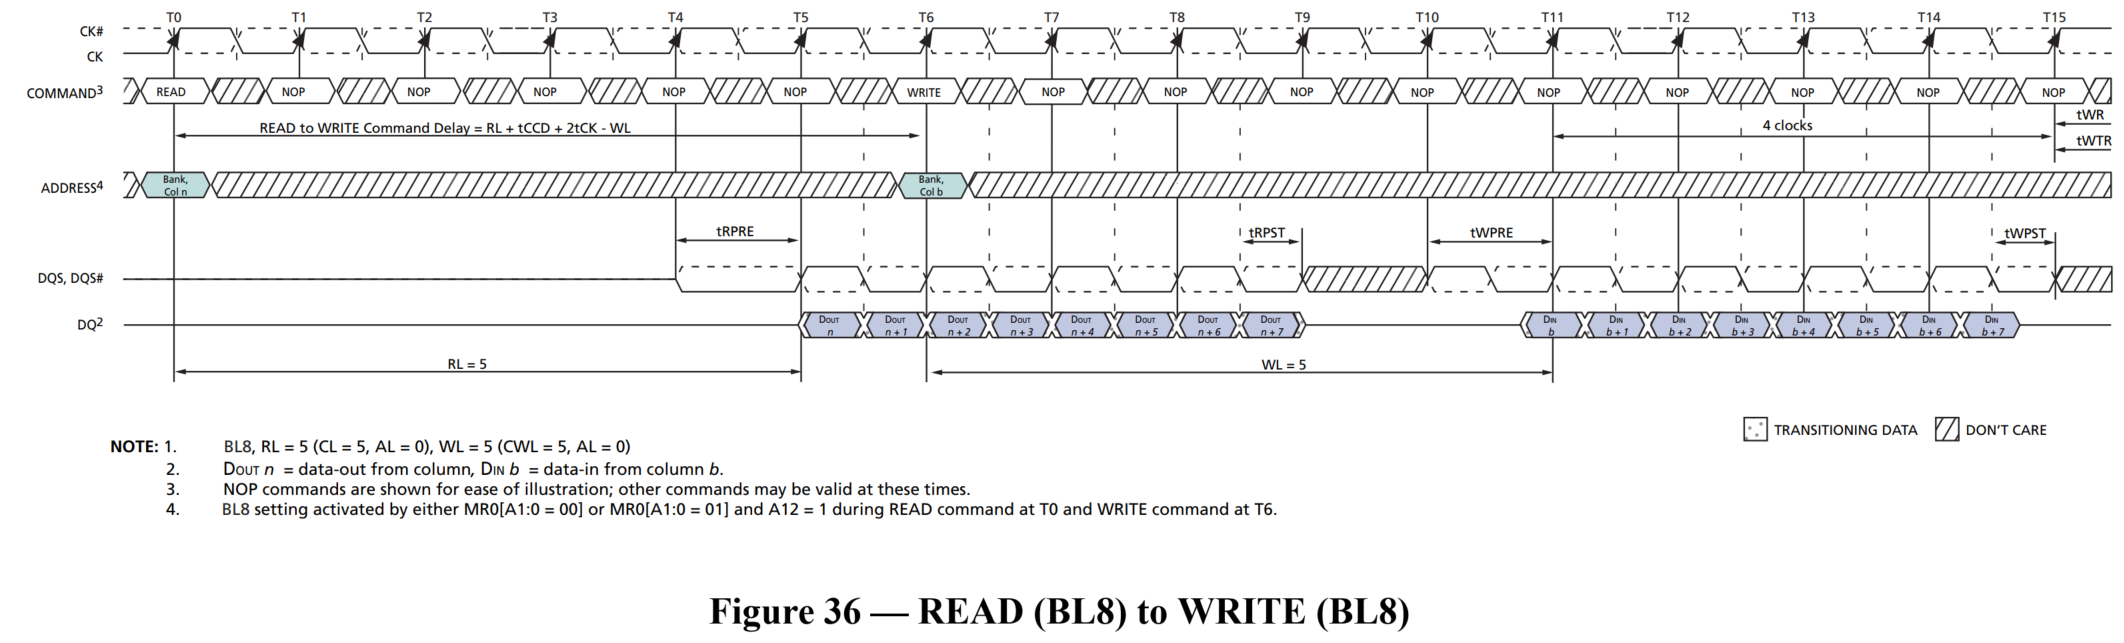 T0 T1 T2 T3 T4 T5 T6 T7 T8 T9 T10 T11 T12 T13 T14 T15
CK#
CK
COMMAND3 READ NOP NOP NOP NOP NOP WRITE NOP NOP NOP NOP NOP NOP NOP NOP NOP
tWR
READ to WRITE Command Delay = RL + tCCD + 2tCK - WL 4 clocks
tWTR
ADDRESS4 Bank, Col n Bank, Col b
tRPRE tRPST tWPRE tWPST
DQS, DQS#
DQ2 DOUT n DOUT n + 1 DOUT n + 2 DOUT n + 3 DOUT n + 4 DOUT n + 5 DOUT n + 6 DOUT n + 7 DIN b DIN b + 1 DIN b + 2 DIN b + 3 DIN b + 4 DIN b + 5 DIN b + 6 DIN b + 7
RL = 5 WL = 5
TRANSITIONING DATA DON'T CARE
NOTE: 1. BL8, RL = 5 (CL = 5, AL = 0), WL = 5 (CWL = 5, AL = 0)
2. DOUT n = data-out from column, DIN b = data-in from column b.
3. NOP commands are shown for ease of illustration; other commands may be valid at these times.
4. BL8 setting activated by either MR0[A1:0 = 00] or MR0[A1:0 = 01] and A12 = 1 during READ command at T0 and WRITE command at T6.
Figure 36 — READ (BL8) to WRITE (BL8)